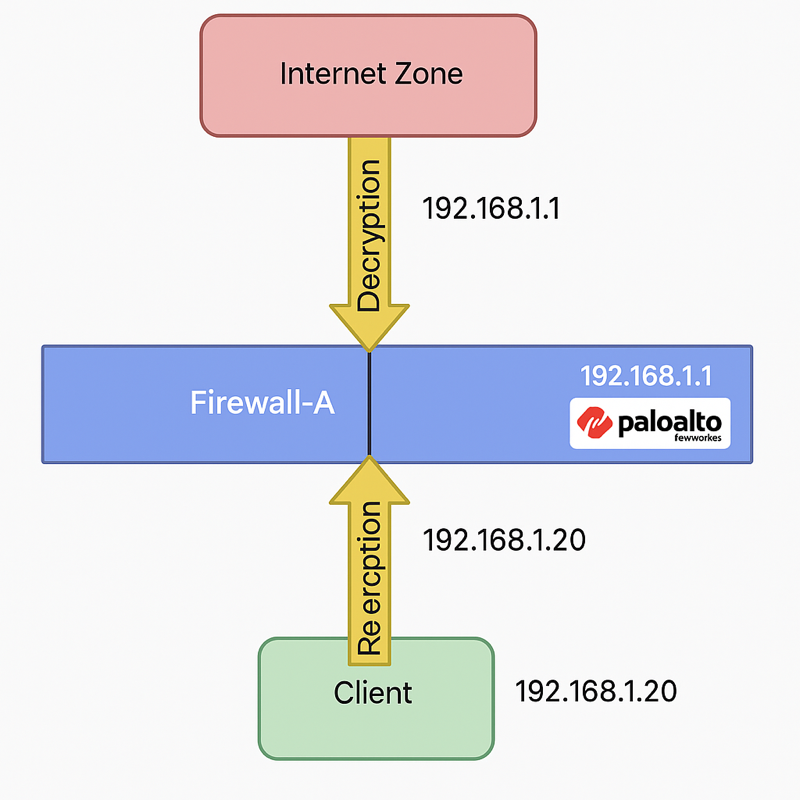 Internet Zone
Decryption
192.168.1.1
Firewall-A
192.168.1.1
paloalto
fewworkes
Re ercption
192.168.1.20
Client
192.168.1.20